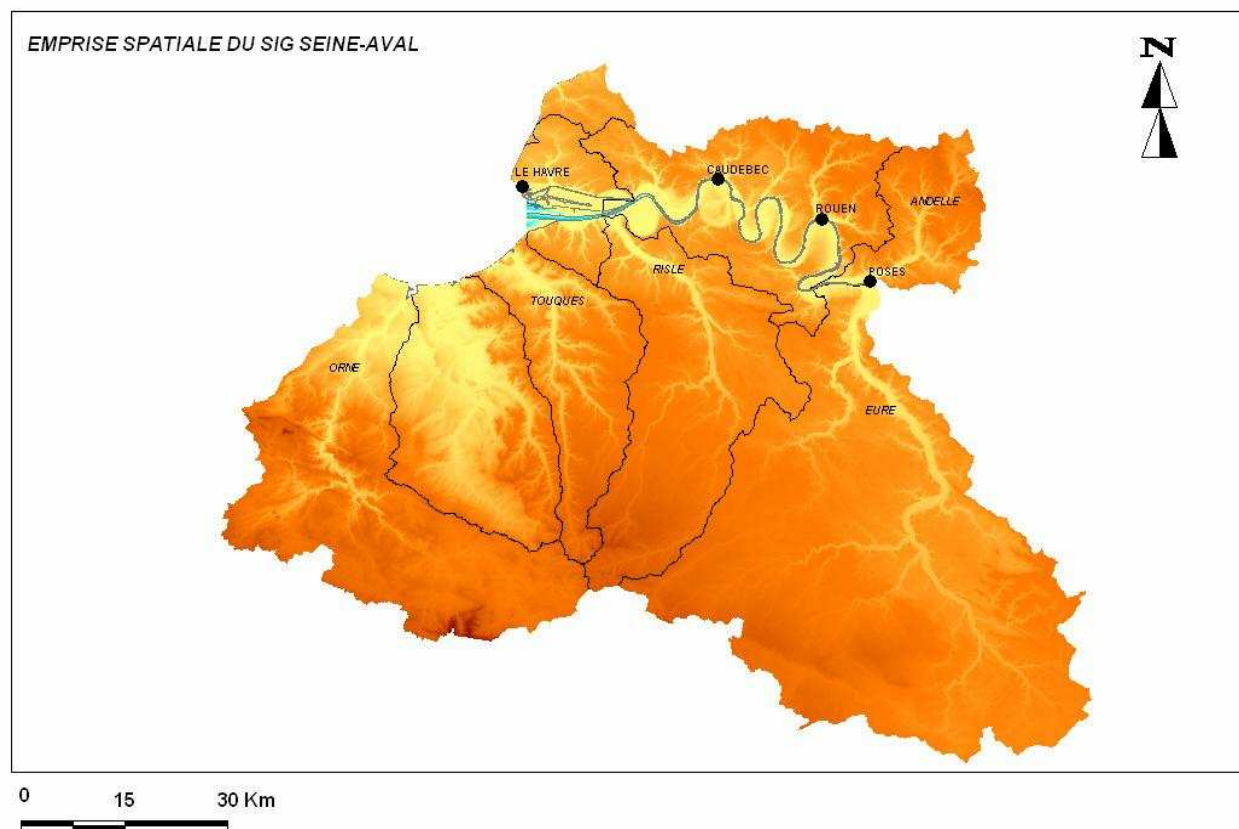 EMPRISE SPATIALE DU SIG SEINE-AVAL
N
LE HAVRE
CAUDEBEC
ROUEN
ANDELLE
POSES
RISLE
TOUQUES
ORNE
EURE
0 15 30 Km